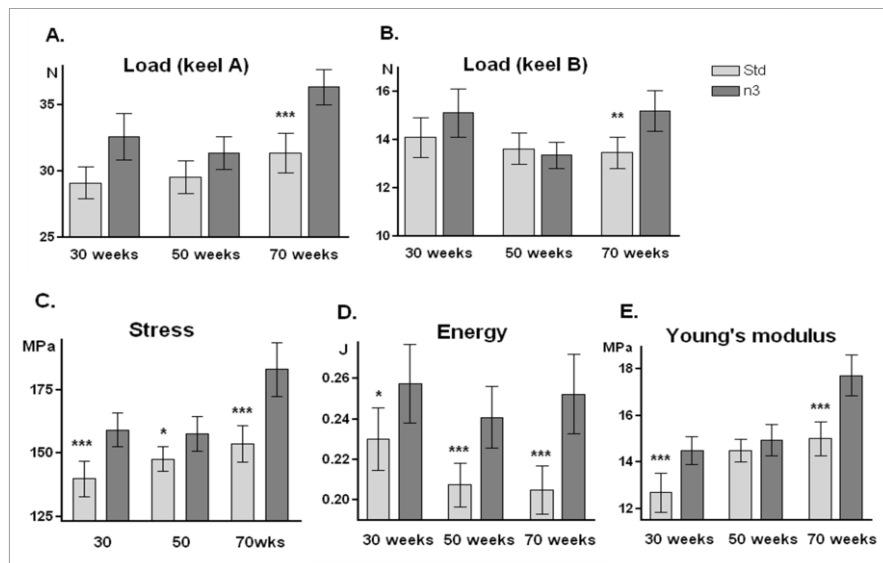 A.
Load (keel A)
N
35
30
25
***
30 weeks 50 weeks 70 weeks
B.
Load (keel B)
N
16
14
12
10
**
30 weeks 50 weeks 70 weeks
Std
n3
C.
Stress
MPa
175
150
125
***
*
***
30 50 70wks
D.
Energy
J
0.26
0.24
0.22
0.20
*
***
***
30 weeks 50 weeks 70 weeks
E.
Young's modulus
MPa
18
16
14
12
***
***
30 weeks 50 weeks 70 weeks